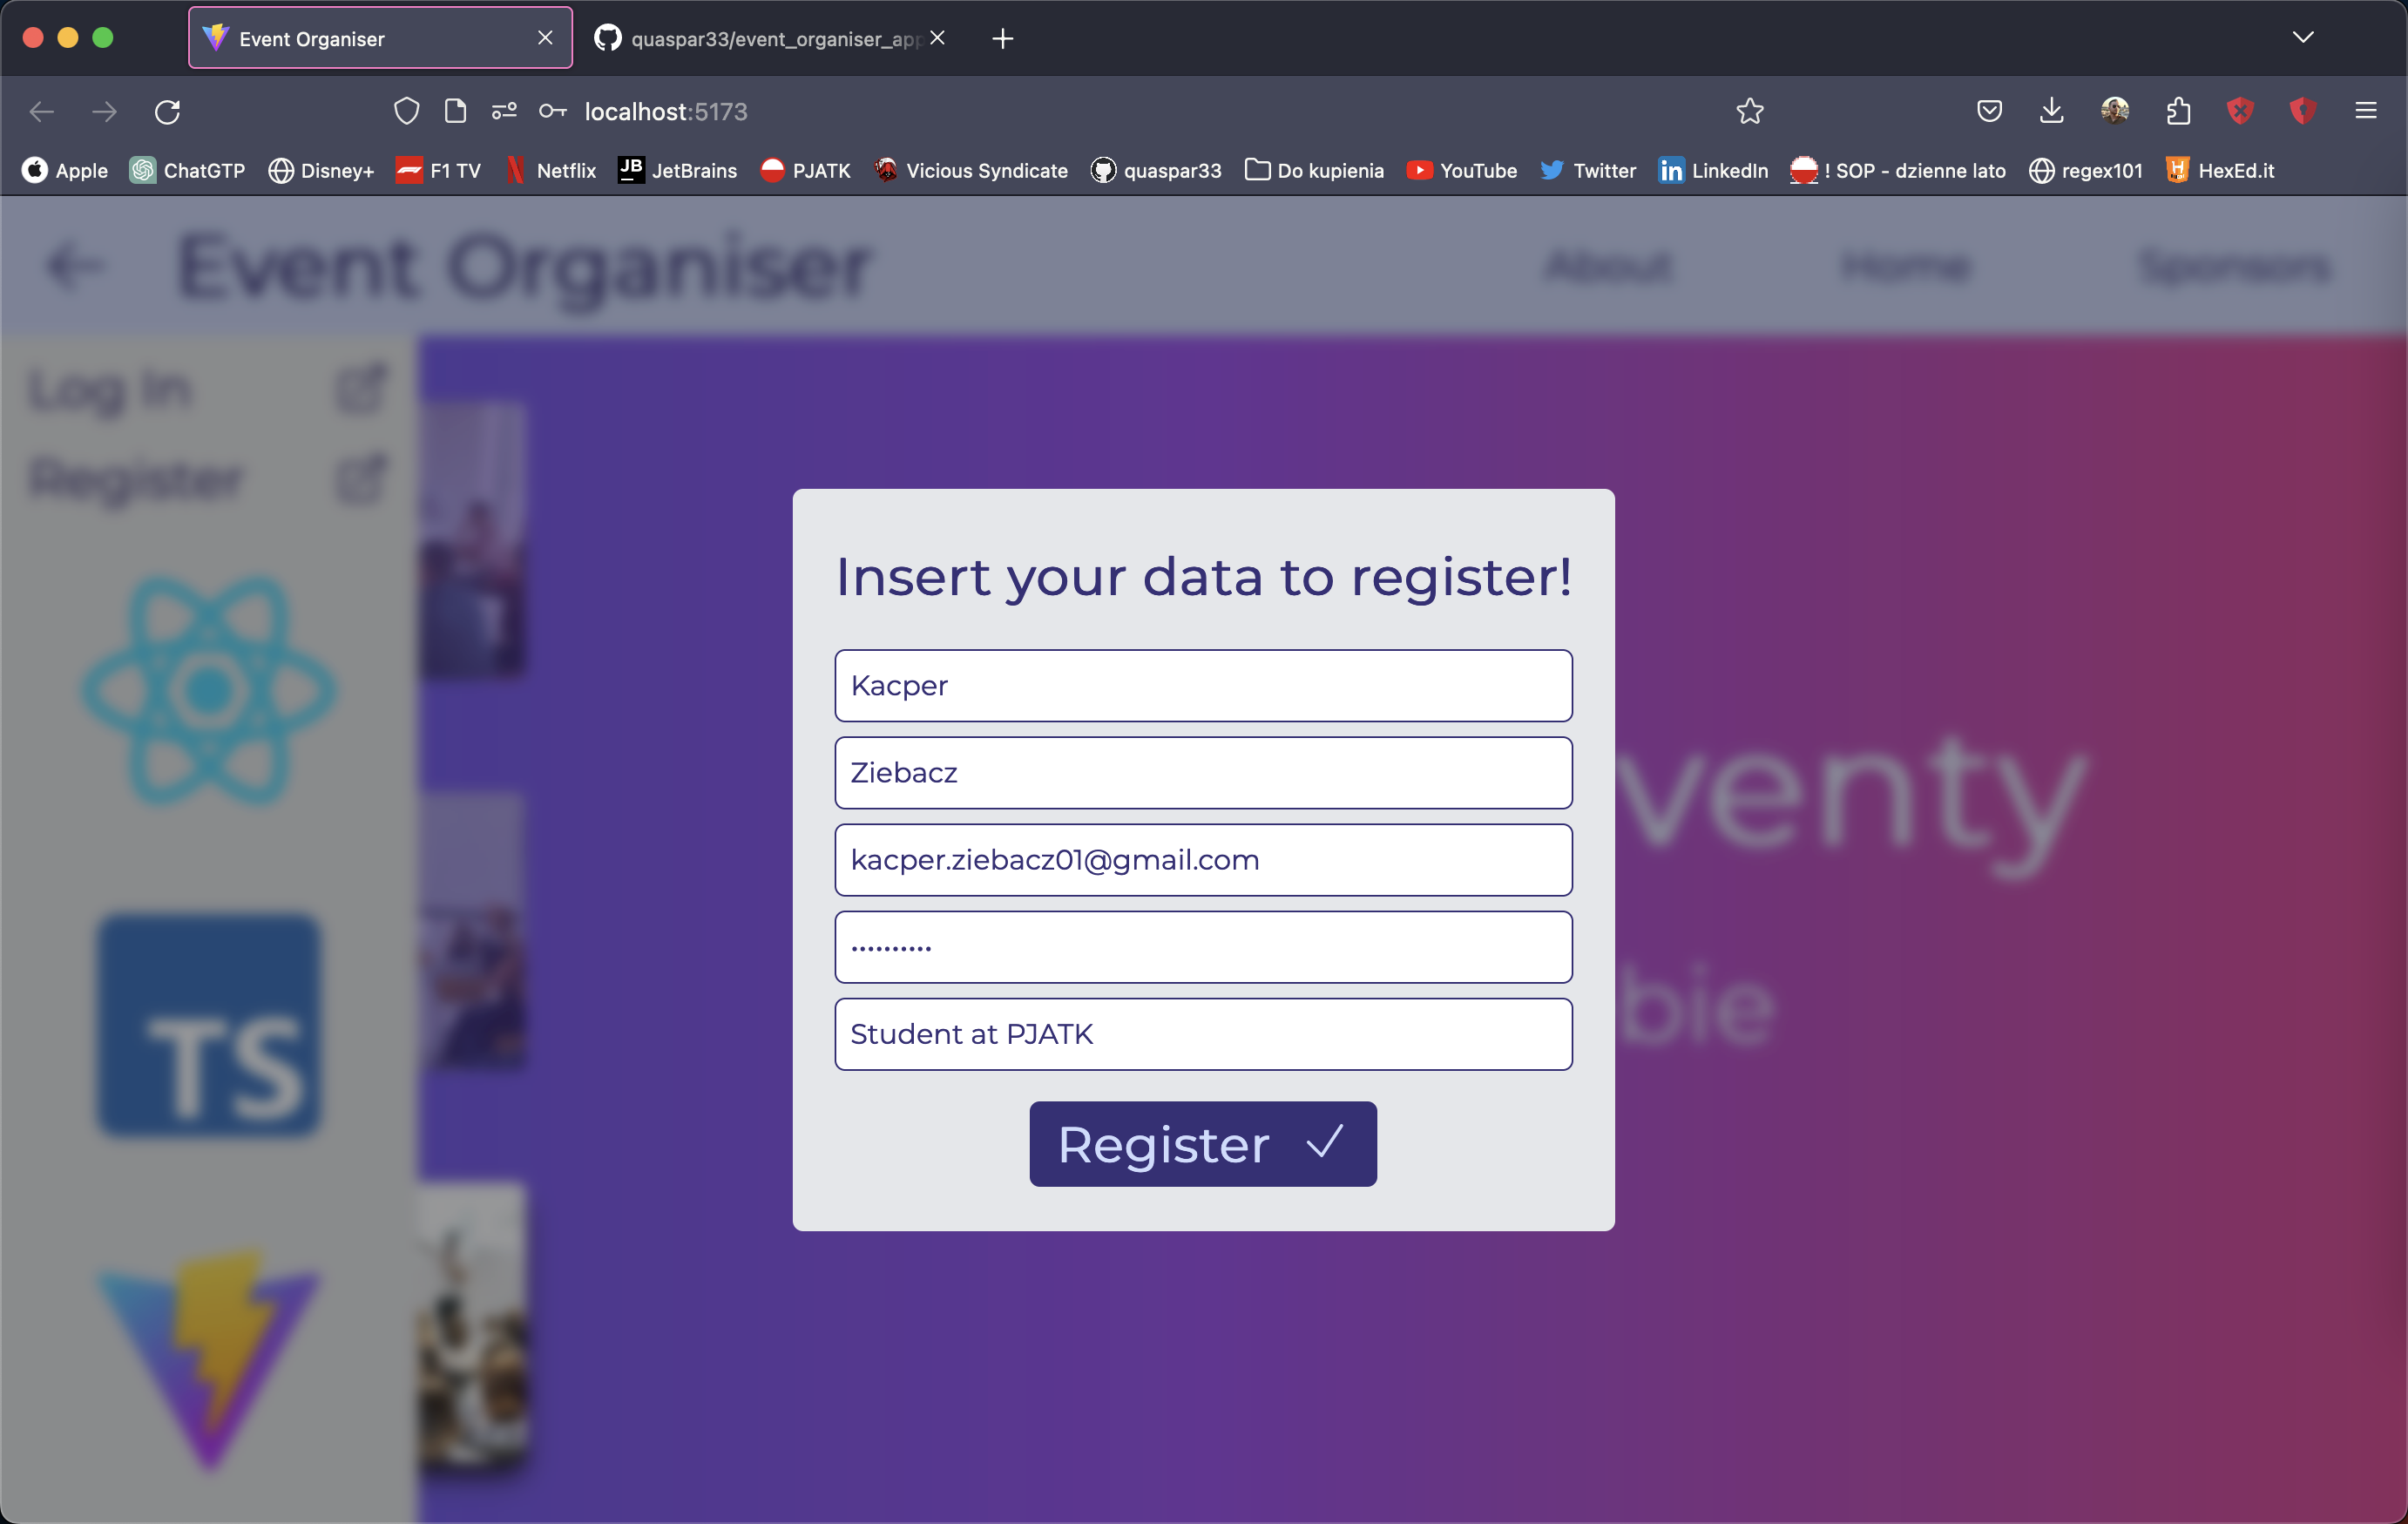 Event Organiser
quaspar33/event_organiser_app
localhost:5173
Apple ChatGTP Disney+ F1 TV Netflix JetBrains PJATK Vicious Syndicate quaspar33 Do kupienia YouTube Twitter LinkedIn ! SOP - dzienne lato regex101 HexEd.it
Event Organiser About Home Sponsors
Log In
Register
Insert your data to register!
Kacper
Ziebacz
kacper.ziebacz01@gmail.com
••••••••••
Student at PJATK
Register
venty
bie
TS